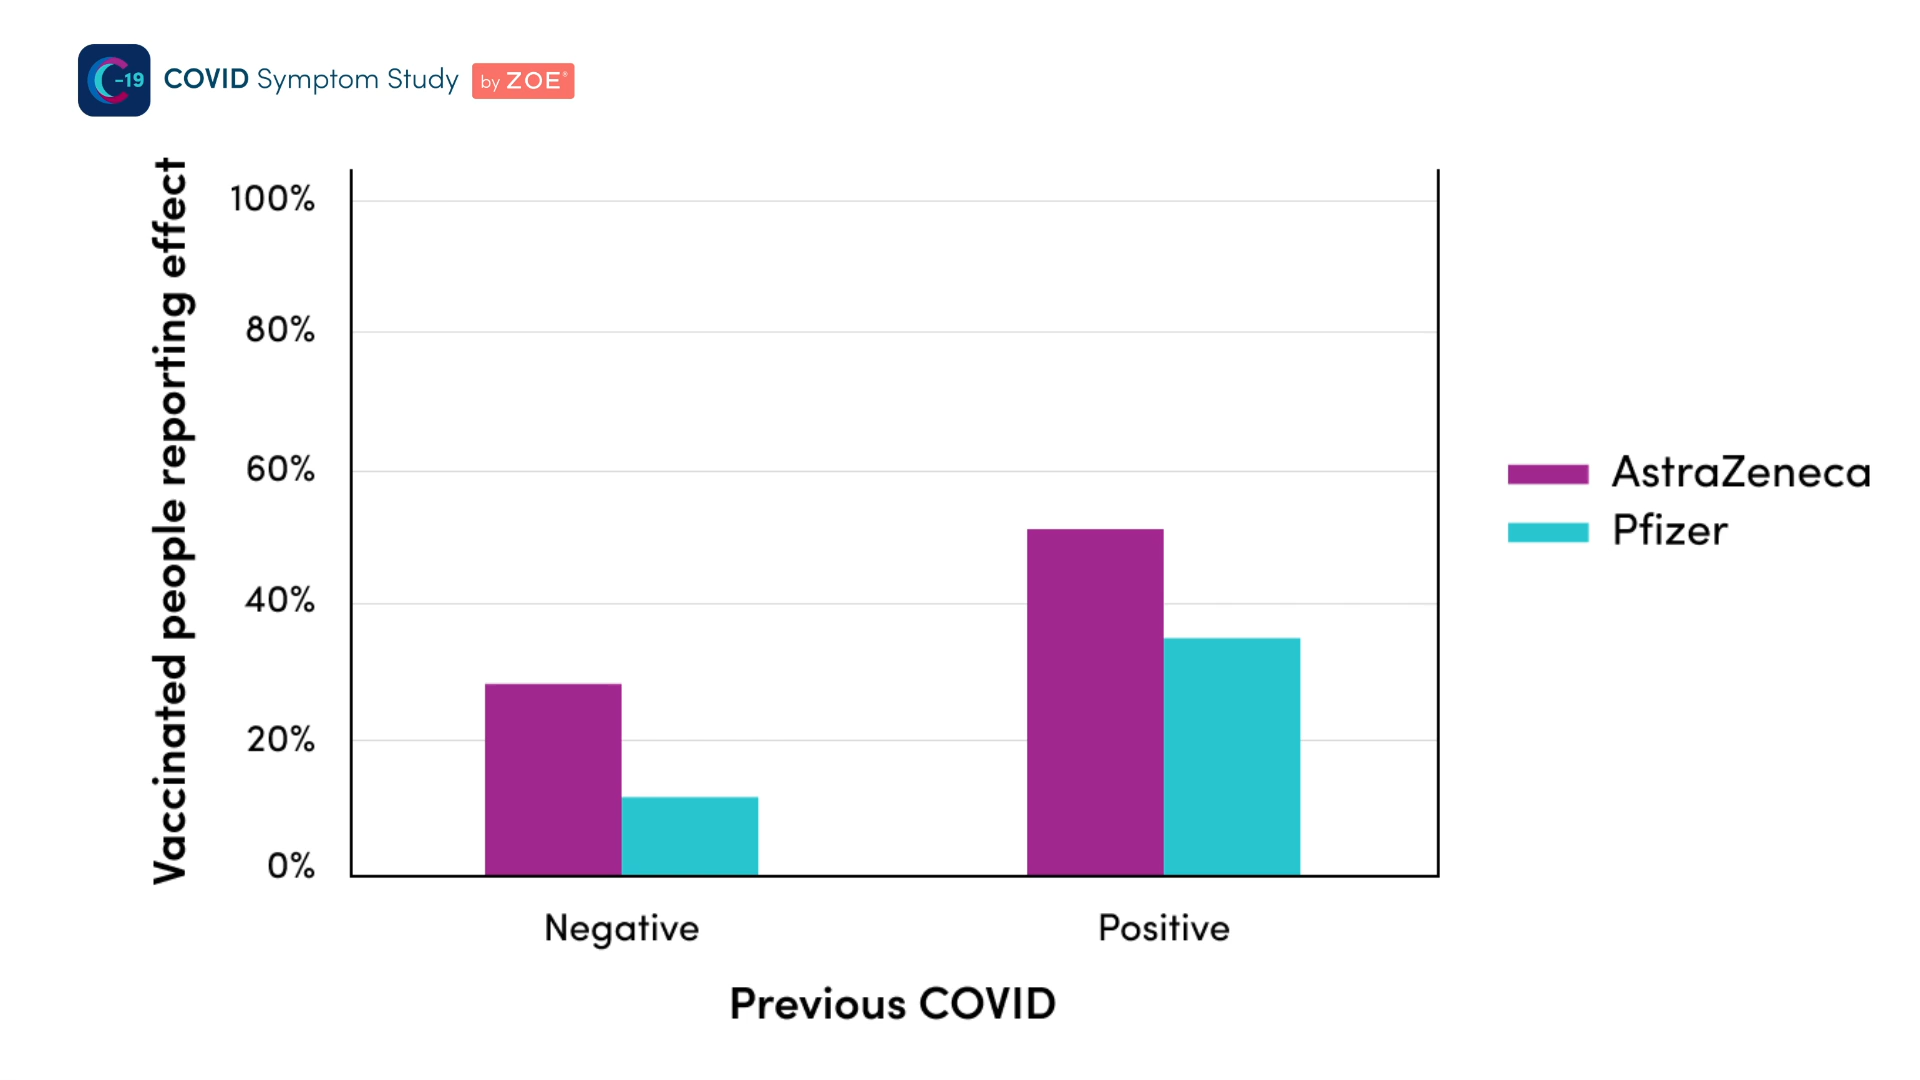 C-19
COVID Symptom Study by ZOE®
Vaccinated people reporting effect
100%
80%
60%
40%
20%
0%
Negative
Positive
Previous COVID
AstraZeneca
Pfizer